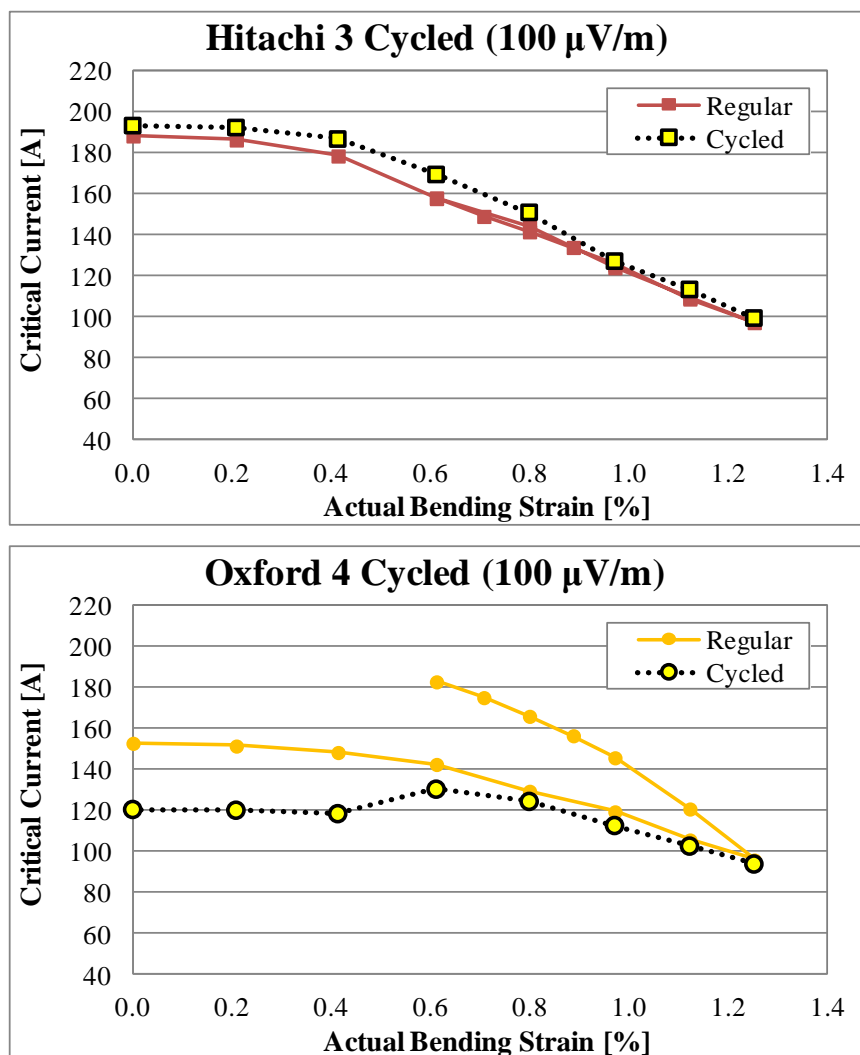 Hitachi 3 Cycled (100 µV/m)
220
200
180
160
140
120
100
80
60
40
Critical Current [A]
Regular
Cycled
0.0 0.2 0.4 0.6 0.8 1.0 1.2 1.4
Actual Bending Strain [%]
Oxford 4 Cycled (100 µV/m)
220
200
180
160
140
120
100
80
60
40
Critical Current [A]
Regular
Cycled
0.0 0.2 0.4 0.6 0.8 1.0 1.2 1.4
Actual Bending Strain [%]